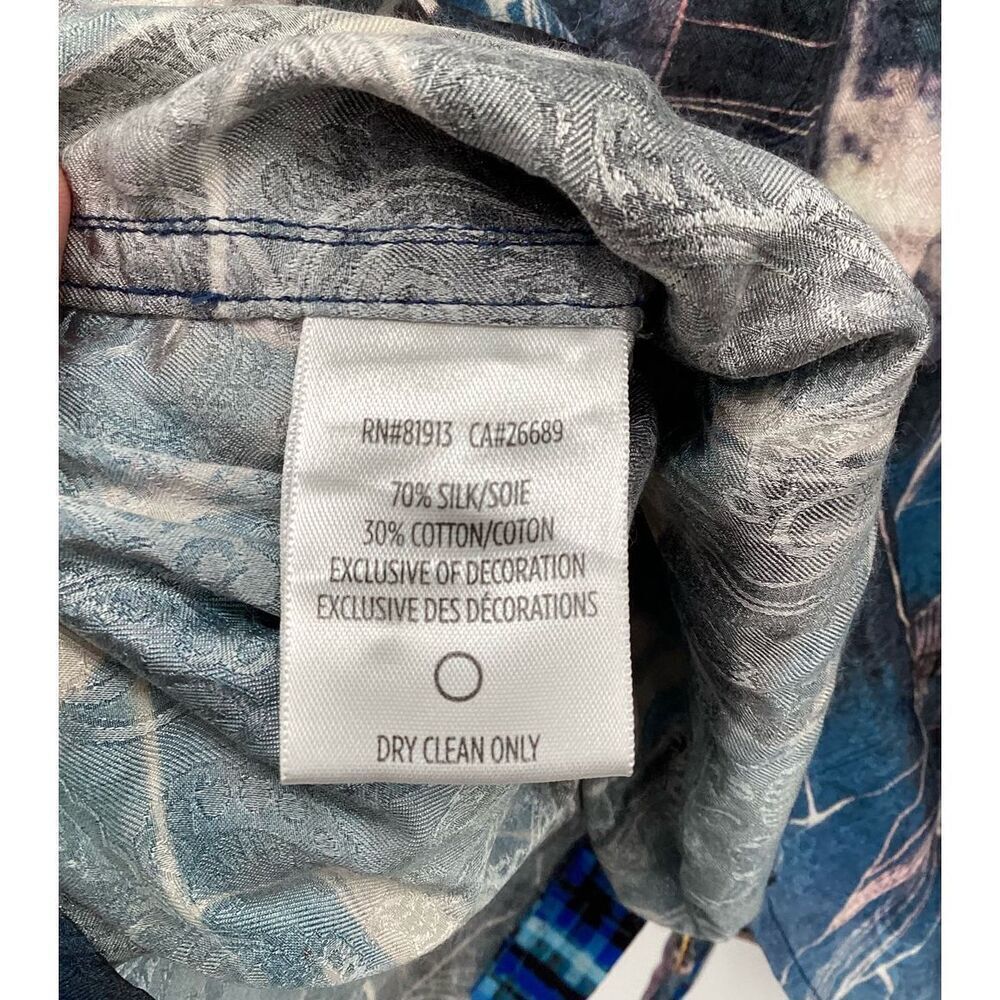 RN#81913 CA#26689
70% SILK/SOIE
30% COTTON/COTON
EXCLUSIVE OF DECORATION
EXCLUSIVE DES DÉCORATIONS
DRY CLEAN ONLY